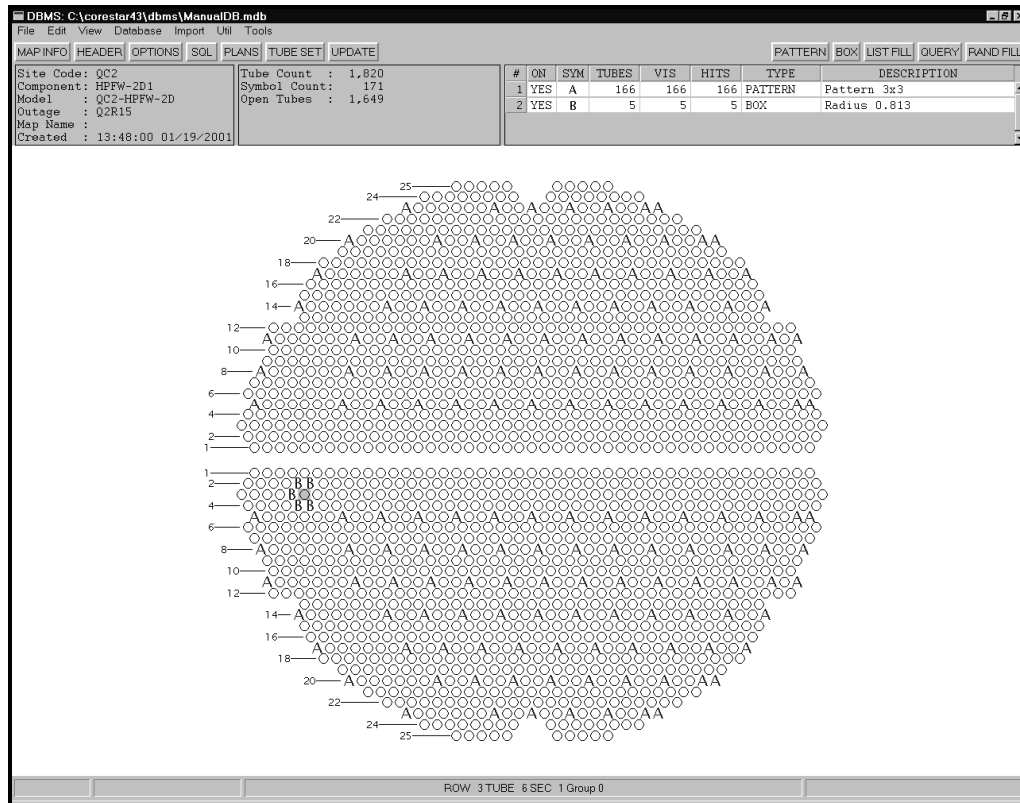 DBMS: C:\corestar43\dbms\ManualDB.mdb
File Edit View Database Import Util Tools
MAP INFO HEADER OPTIONS SQL PLANS TUBE SET UPDATE PATTERN BOX LIST FILL QUERY RAND FILL
Site Code: QC2
Component: HPFW-2D1
Model : QC2-HPFW-2D
Outage : Q2R15
Map Name :
Created : 13:48:00 01/19/2001
Tube Count : 1,820
Symbol Count: 171
Open Tubes : 1,649
# ON SYM TUBES VIS HITS TYPE DESCRIPTION
1 YES A 166 166 166 PATTERN Pattern 3x3
2 YES B 5 5 5 BOX Radius 0.813
25
24
22
20
18
16
14
12
10
8
6
4
2
1
1
2
B B
B
4
B B
6
8
10
12
14
16
18
20
22
24
25
ROW 3 TUBE 6 SEC 1 Group 0